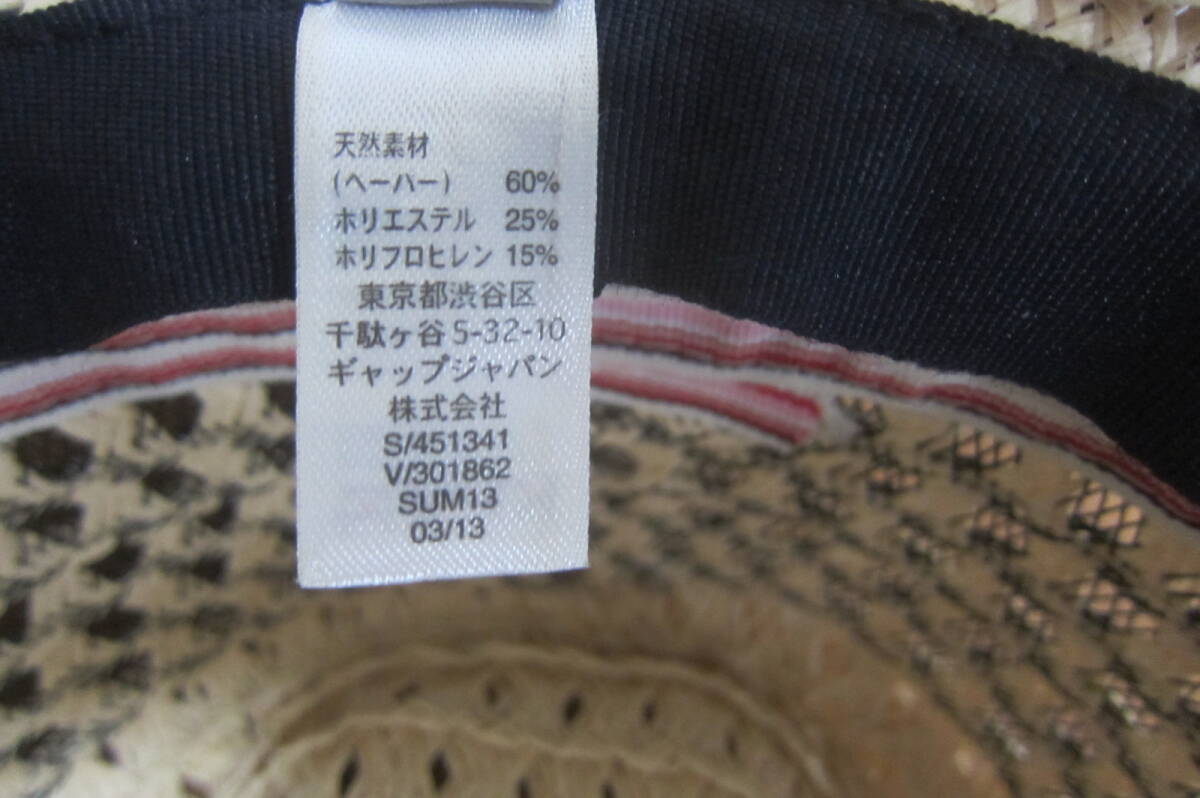 天然素材
(ヘーハー) 60%
ホリエステル 25%
ホリフロヒレン 15%
東京都渋谷区
千駄ヶ谷 5-32-10
ギャップジャパン
株式会社
S/451341
V/301862
SUM13
03/13